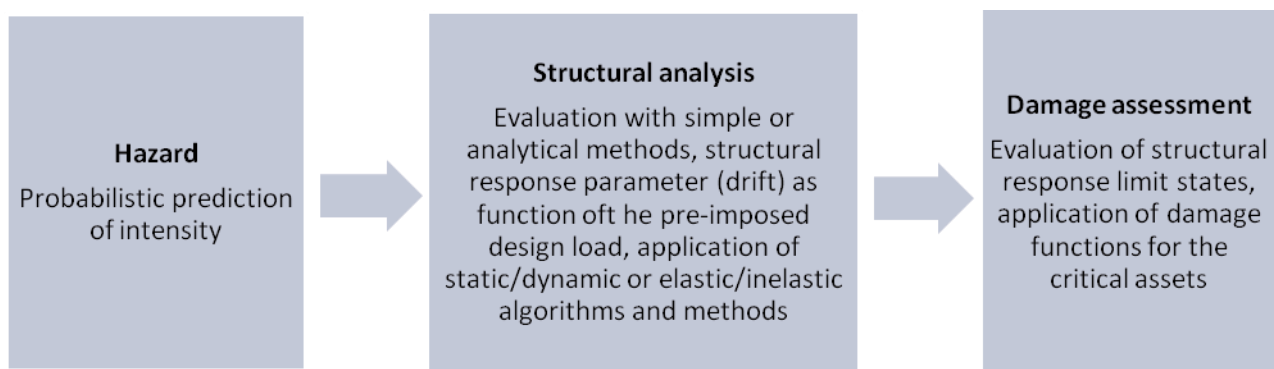 Hazard
Probabilistic prediction
of intensity
Structural analysis
Evaluation with simple or
analytical methods, structural
response parameter (drift) as
function oft he pre-imposed
design load, application of
static/dynamic or elastic/inelastic
algorithms and methods
Damage assessment
Evaluation of structural
response limit states,
application of damage
functions for the
critical assets